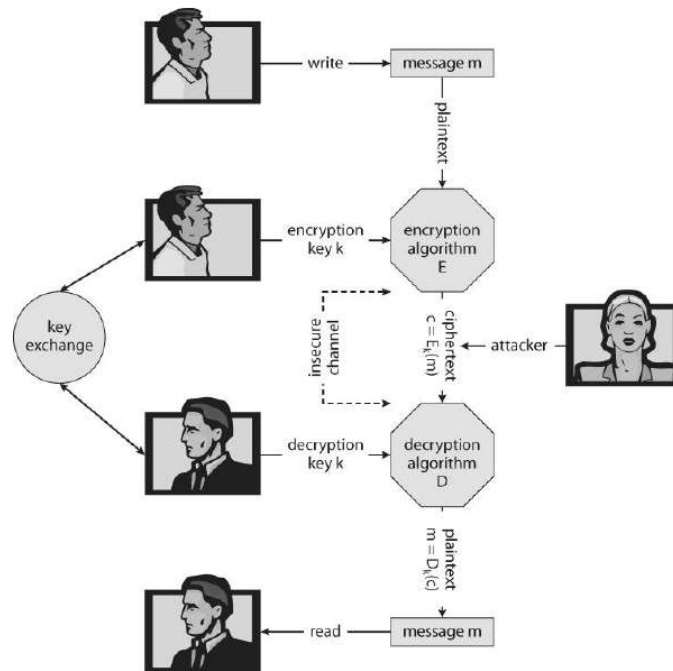 write
message m
plaintext
encryption
key k
encryption
algorithm
E
key
exchange
insecure
channel
ciphertext
c = Eₖ(m)
attacker
decryption
key k
decryption
algorithm
D
plaintext
m = Dₖ(c)
read
message m